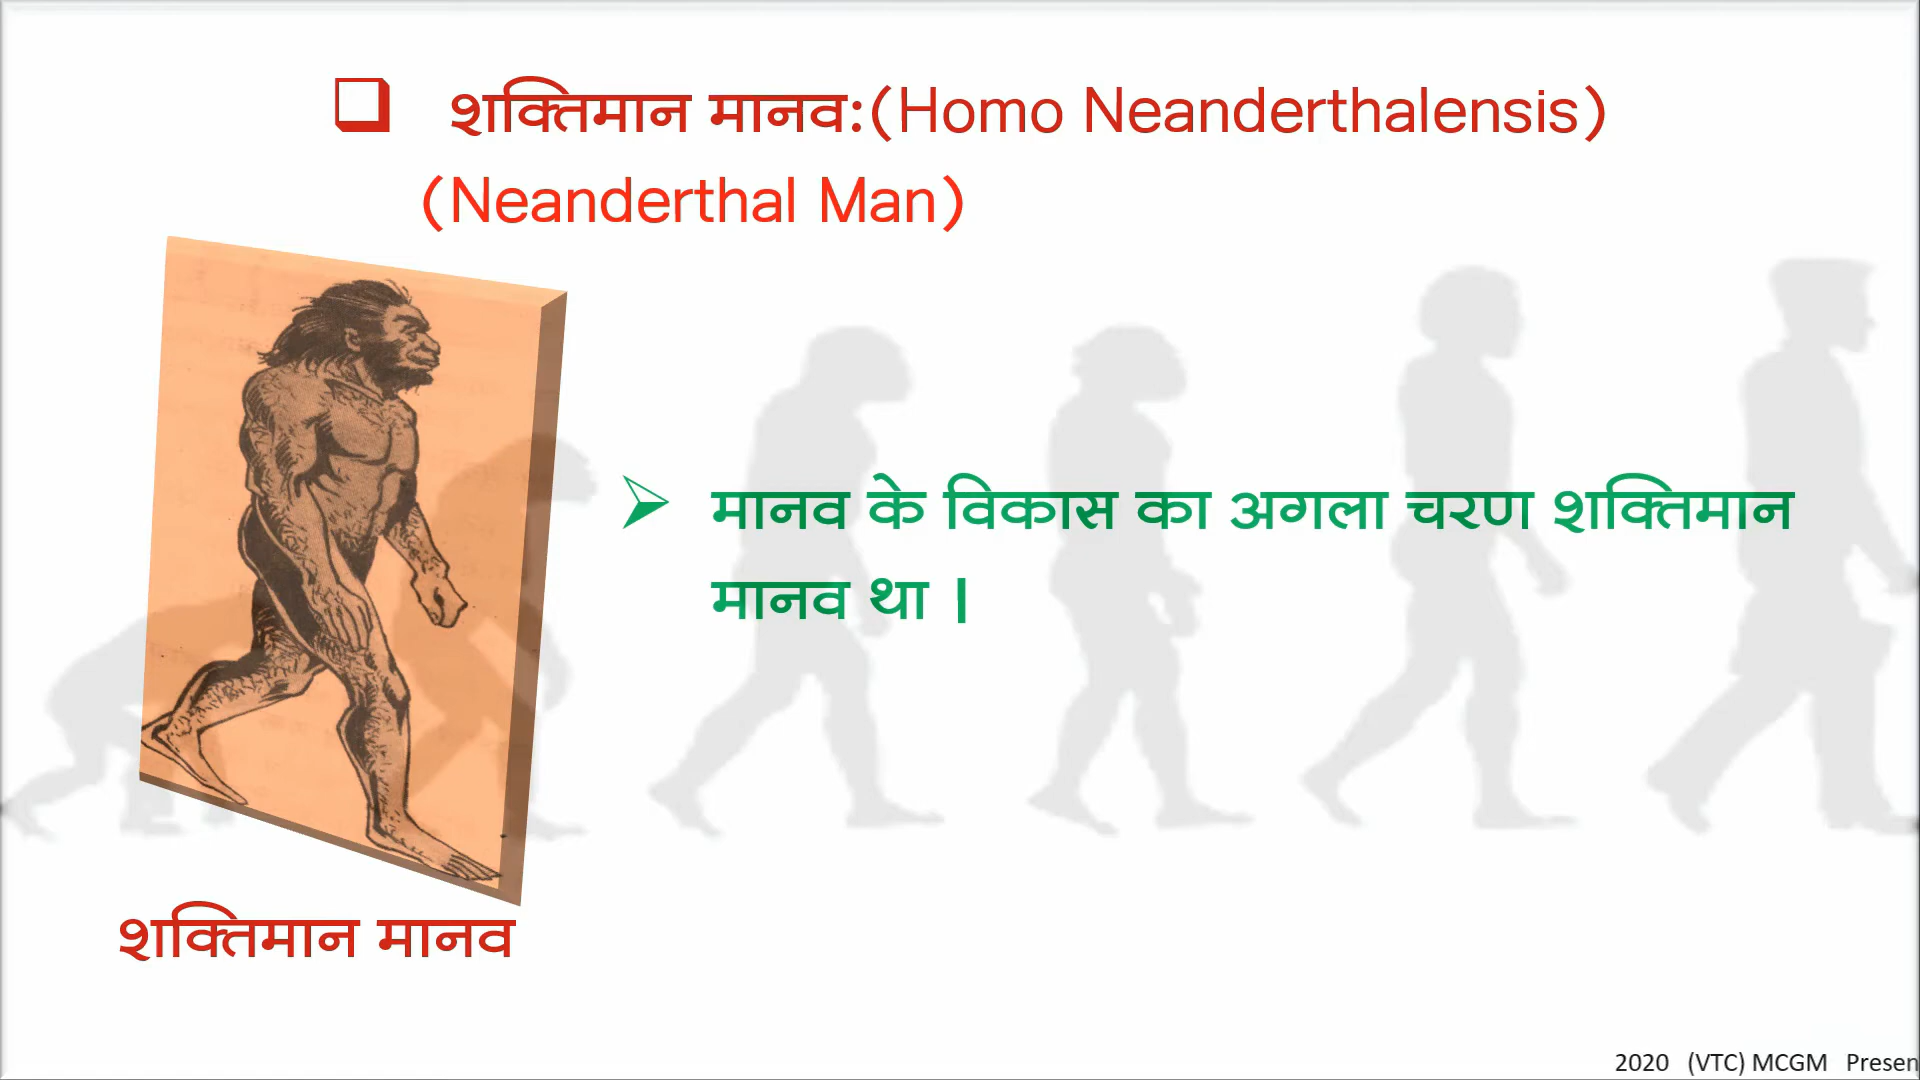 शक्तिमान मानव:(Homo Neanderthalensis)
(Neanderthal Man)
मानव के विकास का अगला चरण शक्तिमान
मानव था ।
शक्तिमान मानव
2020 (VTC) MCGM Presen